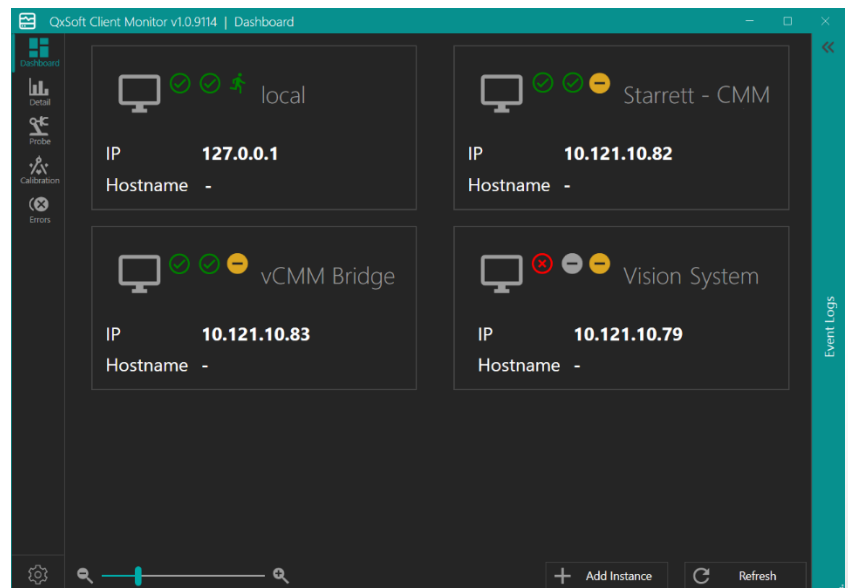 QxSoft Client Monitor v1.0.9114 | Dashboard
Dashboard
Detail
Probe
Calibration
Errors
local
IP 127.0.0.1
Hostname -
Starrett - CMM
IP 10.121.10.82
Hostname -
vCMM Bridge
IP 10.121.10.83
Hostname -
Vision System
IP 10.121.10.79
Hostname -
Event Logs
Add Instance
Refresh